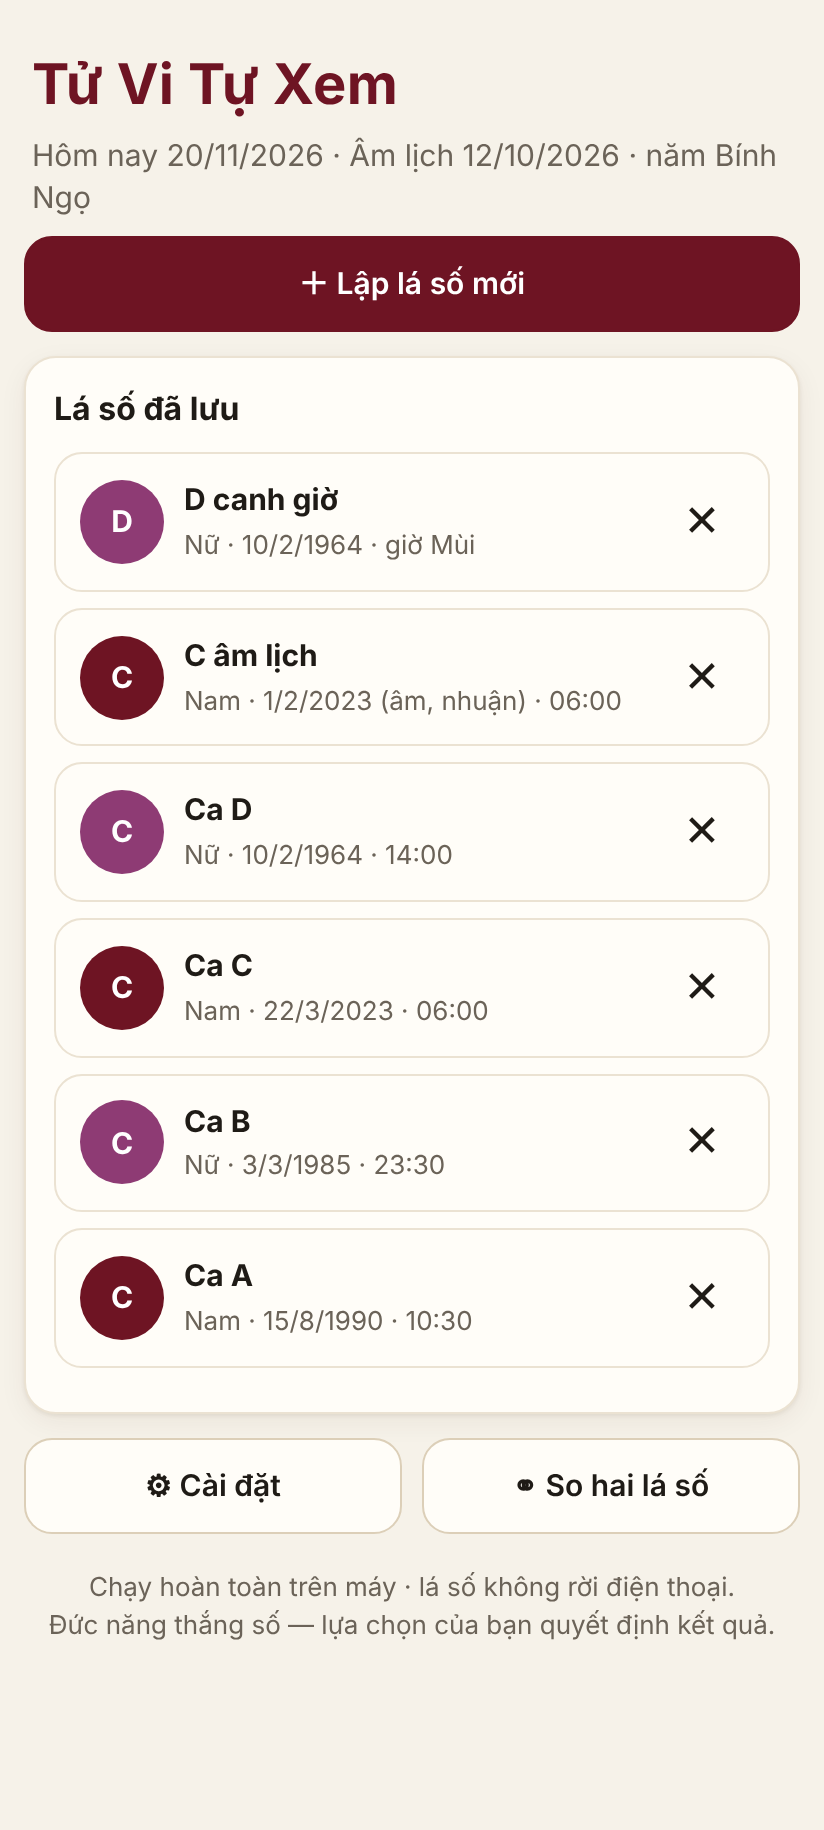 Tử Vi Tự Xem
Hôm nay 20/11/2026 · Âm lịch 12/10/2026 · năm Bính
Ngọ
＋ Lập lá số mới
Lá số đã lưu
D
D canh giờ
Nữ · 10/2/1964 · giờ Mùi
✕
C
C âm lịch
Nam · 1/2/2023 (âm, nhuận) · 06:00
✕
C
Ca D
Nữ · 10/2/1964 · 14:00
✕
C
Ca C
Nam · 22/3/2023 · 06:00
✕
C
Ca B
Nữ · 3/3/1985 · 23:30
✕
C
Ca A
Nam · 15/8/1990 · 10:30
✕
⚙ Cài đặt
⚭ So hai lá số
Chạy hoàn toàn trên máy · lá số không rời điện thoại.
Đức năng thắng số — lựa chọn của bạn quyết định kết quả.